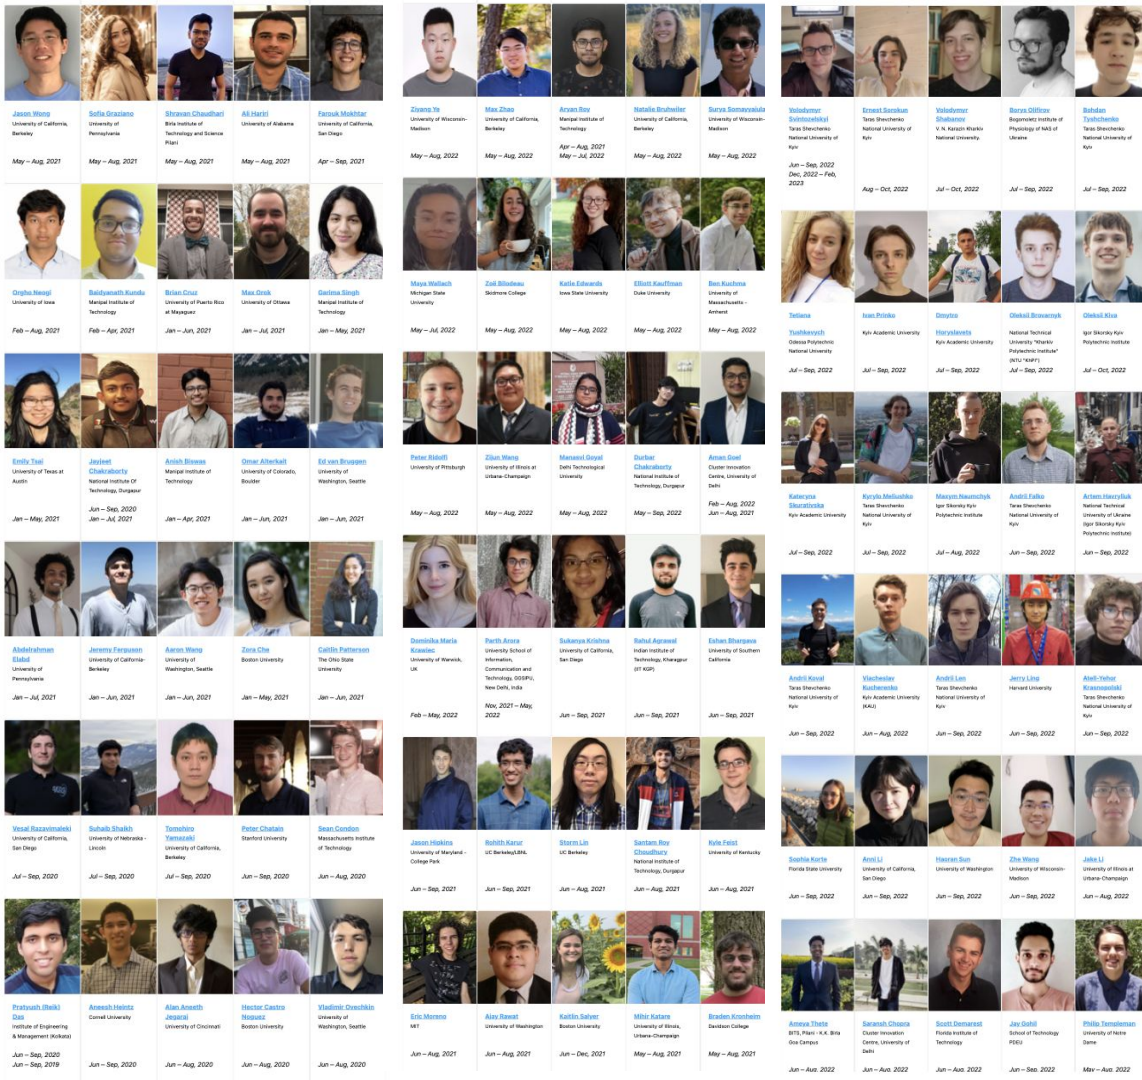 Jason Wong
University of California,
Berkeley
May – Aug, 2021
Sofia Graziano
University of
Pennsylvania
May – Aug, 2021
Shravan Chaudhari
Birla Institute of
Technology and Science
Pilani
May – Aug, 2021
Ali Hariri
University of Alabama
May – Aug, 2021
Farouk Mokhtar
University of California,
San Diego
Apr – Sep, 2021
Orgho Neogi
University of Iowa
Feb – Aug, 2021
Baidyanath Kundu
Manipal Institute of
Technology
Feb – Apr, 2021
Brian Cruz
University of Puerto Rico
at Mayaguez
Jan – Jun, 2021
Max Orok
University of Ottawa
Jan – Jul, 2021
Garima Singh
Manipal Institute of
Technology
Jan – May, 2021
Emily Tsai
University of Texas at
Austin
Jan – May, 2021
Jayjeet
Chakraborty
National Institute Of
Technology, Durgapur
Jun – Sep, 2020
Jan – Jul, 2021
Anish Biswas
Manipal Institute of
Technology
Jan – Apr, 2021
Omar Alterkait
University of Colorado,
Boulder
Jan – Jun, 2021
Ed van Bruggen
University of
Washington, Seattle
Jan – Jun, 2021
Abdelrahman
Elabd
University of
Pennsylvania
Jan – Jul, 2021
Jeremy Ferguson
University of California-
Berkeley
Jan – Jun, 2021
Aaron Wang
University of
Washington, Seattle
Jan – Jun, 2021
Zora Che
Boston University
Jan – May, 2021
Caitlin Patterson
The Ohio State
University
Jan – Jun, 2021
Vesal Razavimaleki
University of California,
San Diego
Jul – Sep, 2020
Suhaib Shaikh
University of Nebraska -
Lincoln
Jul – Sep, 2020
Tomohiro
Yamazaki
University of California,
Berkeley
Jul – Sep, 2020
Peter Chatain
Stanford University
Jun – Sep, 2020
Sean Condon
Massachusetts Institute
of Technology
Jun – Aug, 2020
Pratyush (Reik)
Das
Institute of Engineering
& Management (Kolkata)
Jun – Sep, 2020
Jun – Sep, 2019
Aneesh Heintz
Cornell University
Jun – Sep, 2020
Alan Aneeth
Jegaraj
University of Cincinnati
Jun – Aug, 2020
Hector Castro
Noguez
Boston University
Jun – Aug, 2020
Vladimir Ovechkin
University of
Washington, Seattle
Jun – Aug, 2020
Ziyang Ye
University of Wisconsin-
Madison
May – Aug, 2022
Max Zhao
University of California,
Berkeley
May – Aug, 2022
Aryan Roy
Manipal Institute of
Technology
Apr – Aug, 2021
May – Jul, 2022
Natalie Bruhwiler
University of California,
Berkeley
May – Aug, 2022
Surya Somayyajula
University of Wisconsin-
Madison
May – Aug, 2022
Maya Wallach
Michigan State
University
May – Jul, 2022
Zoë Bilodeau
Skidmore College
May – Aug, 2022
Katie Edwards
Iowa State University
May – Aug, 2022
Elliott Kauffman
Duke University
May – Aug, 2022
Ben Kuchma
University of
Massachusetts -
Amherst
May – Aug, 2022
Peter Ridolfi
University of Pittsburgh
May – Aug, 2022
Zijun Wang
University of Illinois at
Urbana-Champaign
May – Aug, 2022
Manasvi Goyal
Delhi Technological
University
May – Aug, 2022
Durbar
Chakraborty
National Institute of
Technology, Durgapur
May – Sep, 2022
Aman Goel
Cluster Innovation
Centre, University of
Delhi
Feb – Aug, 2022
Jun – Aug, 2021
Dominika Maria
Krawiec
University of Warwick,
UK
Feb – May, 2022
Parth Arora
University School of
Information,
Communication and
Technology, GGSIPU,
New Delhi, India
Nov, 2021 – May,
2022
Sukanya Krishna
University of California,
San Diego
Jun – Sep, 2021
Rahul Agrawal
Indian Institute of
Technology, Kharagpur
(IIT KGP)
Jun – Sep, 2021
Eshan Bhargava
University of Southern
California
Jun – Sep, 2021
Jason Hipkins
University of Maryland -
College Park
Jun – Sep, 2021
Rohith Karur
UC Berkeley/LBNL
Jun – Sep, 2021
Storm Lin
UC Berkeley
Jun – Aug, 2021
Santam Roy
Choudhury
National Institute of
Technology, Durgapur
Jun – Aug, 2021
Kyle Feist
University of Kentucky
Jun – Aug, 2021
Eric Moreno
MIT
Jun – Aug, 2021
Ajay Rawat
University of Washington
Jun – Aug, 2021
Kaitlin Salyer
Boston University
Jun – Dec, 2021
Mihir Katare
University of Illinois,
Urbana-Champaign
May – Aug, 2021
Braden Kronheim
Davidson College
May – Aug, 2021
Volodymyr
Svintozelskyi
Taras Shevchenko
National University of
Kyiv
Jun – Sep, 2022
Dec, 2022 – Feb,
2023
Ernest Sorokun
Taras Shevchenko
National University of
Kyiv
Aug – Oct, 2022
Volodymyr
Shabanov
V. N. Karazin Kharkiv
National University.
Jul – Oct, 2022
Borys Olifirov
Bogomoletz Institute of
Physiology of NAS of
Ukraine
Jul – Sep, 2022
Bohdan
Tyshchenko
Taras Shevchenko
National University of
Kyiv
Jul – Sep, 2022
Tetiana
Yushkevych
Odessa Polytechnic
National University
Jul – Sep, 2022
Ivan Prinko
Kyiv Academic University
Jul – Sep, 2022
Dmytro
Horyslavets
Kyiv Academic University
Jul – Sep, 2022
Oleksii Brovarnyk
National Technical
University "Kharkiv
Polytechnic Institute"
(NTU "KhPI")
Jul – Sep, 2022
Oleksii Kiva
Igor Sikorsky Kyiv
Polytechnic Institute
Jul – Oct, 2022
Kateryna
Skurativska
Kyiv Academic University
Jul – Sep, 2022
Kyrylo Meliushko
Taras Shevchenko
National University of
Kyiv
Jul – Sep, 2022
Maxym Naumchyk
Igor Sikorsky Kyiv
Polytechnic Institute
Jul – Aug, 2022
Andrii Falko
Taras Shevchenko
National University of
Kyiv
Jun – Sep, 2022
Artem Havryliuk
National Technical
University of Ukraine
(Igor Sikorsky Kyiv
Polytechnic Institute)
Jun – Sep, 2022
Andrii Koval
Taras Shevchenko
National University of
Kyiv
Jun – Sep, 2022
Viacheslav
Kucherenko
Kyiv Academic University
(KAU)
Jun – Aug, 2022
Andrii Len
Taras Shevchenko
National University of
Kyiv
Jun – Sep, 2022
Jerry Ling
Harvard University
Jun – Sep, 2022
Atell-Yehor
Krasnopolski
Taras Shevchenko
National University of
Kyiv
Jun – Sep, 2022
Sophia Korte
Florida State University
Jun – Sep, 2022
Anni Li
University of California,
San Diego
Jun – Sep, 2022
Haoran Sun
University of Washington
Jun – Sep, 2022
Zhe Wang
University of Wisconsin-
Madison
Jun – Sep, 2022
Jake Li
University of Illinois at
Urbana-Champaign
Jun – Aug, 2022
Ameya Thete
BITS, Pilani - K.K. Birla
Goa Campus
Jun – Aug, 2022
Saransh Chopra
Cluster Innovation
Centre, University of
Delhi
Jun – Aug, 2022
Scott Demarest
Florida Institute of
Technology
Jun – Aug, 2022
Jay Gohil
School of Technology
PDEU
Jun – Sep, 2022
Philip Templeman
University of Notre
Dame
May – Aug, 2022